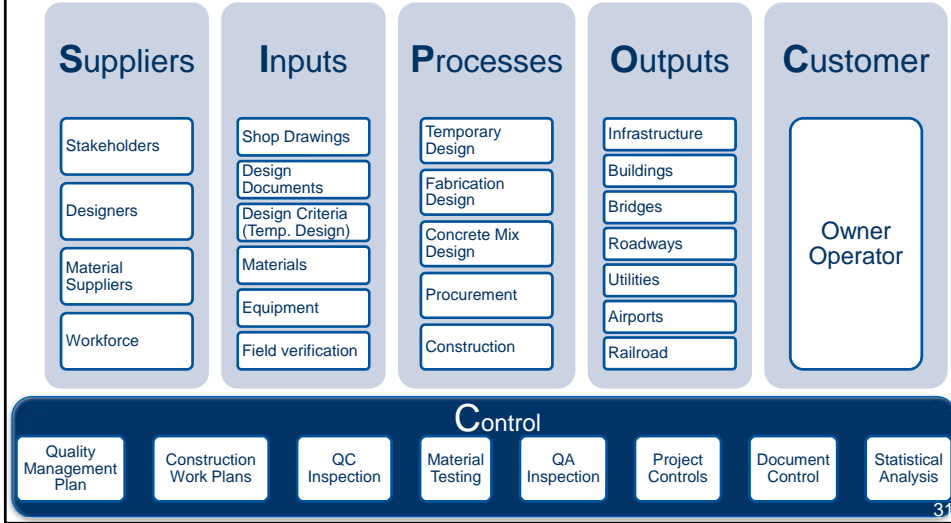 Suppliers
Stakeholders
Designers
Material
Suppliers
Workforce
Inputs
Shop Drawings
Design
Documents
Design Criteria
(Temp. Design)
Materials
Equipment
Field verification
Processes
Temporary
Design
Fabrication
Design
Concrete Mix
Design
Procurement
Construction
Outputs
Infrastructure
Buildings
Bridges
Roadways
Utilities
Airports
Railroad
Customer
Owner
Operator
Control
Quality
Management
Plan
Construction
Work Plans
QC
Inspection
Material
Testing
QA
Inspection
Project
Controls
Document
Control
Statistical
Analysis
31